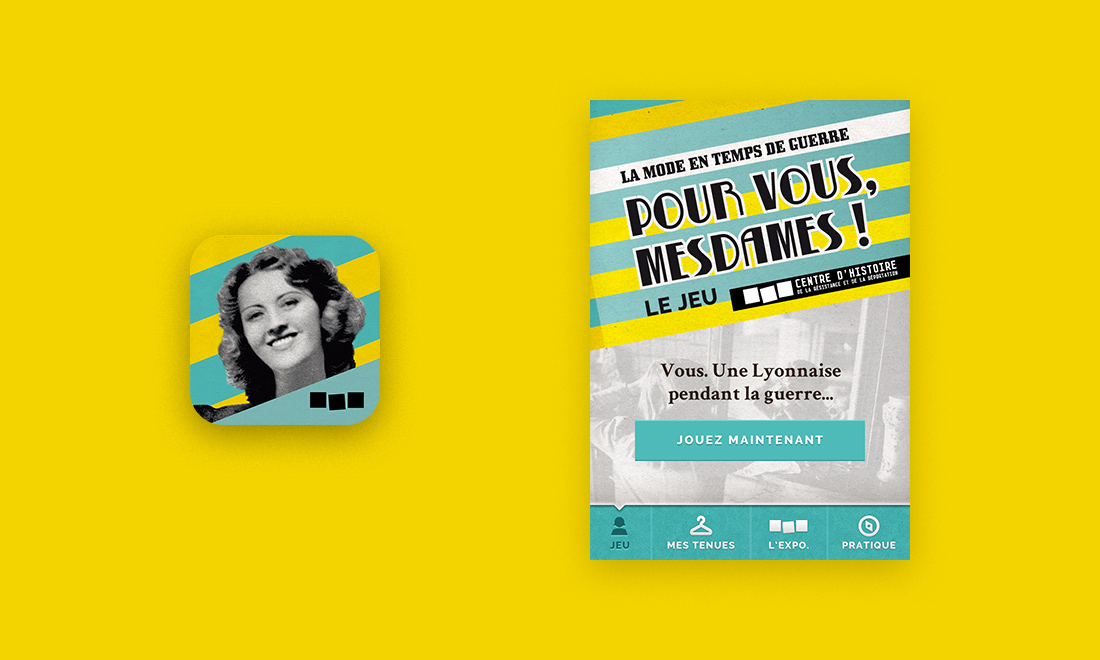 LA MODE EN TEMPS DE GUERRE
POUR VOUS,
MESDAMES !
LE JEU
CENTRE D'HISTOIRE
DE LA RÉSISTANCE ET DE LA DÉPORTATION
Vous. Une Lyonnaise
pendant la guerre...
JOUEZ MAINTENANT
JEU
MES TENUES
L'EXPO.
PRATIQUE